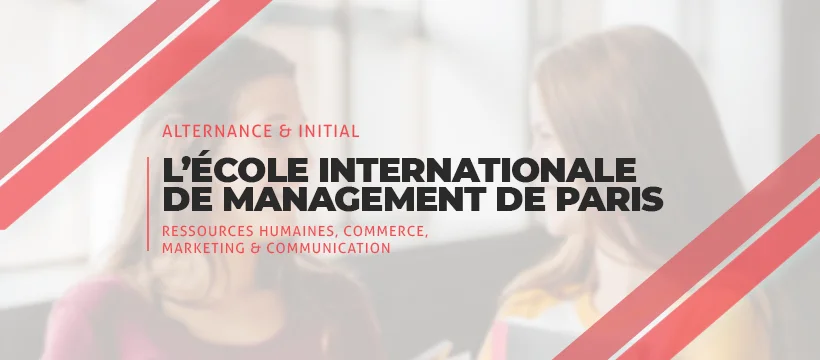 ALTERNANCE & INITIAL
L’ÉCOLE INTERNATIONALE
DE MANAGEMENT DE PARIS
RESSOURCES HUMAINES, COMMERCE,
MARKETING & COMMUNICATION